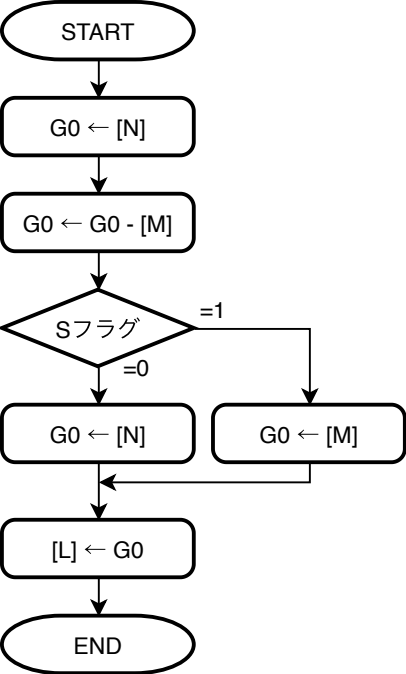 START
G0 ← [N]
G0 ← G0 - [M]
Sフラグ
=1
=0
G0 ← [N]
G0 ← [M]
[L] ← G0
END